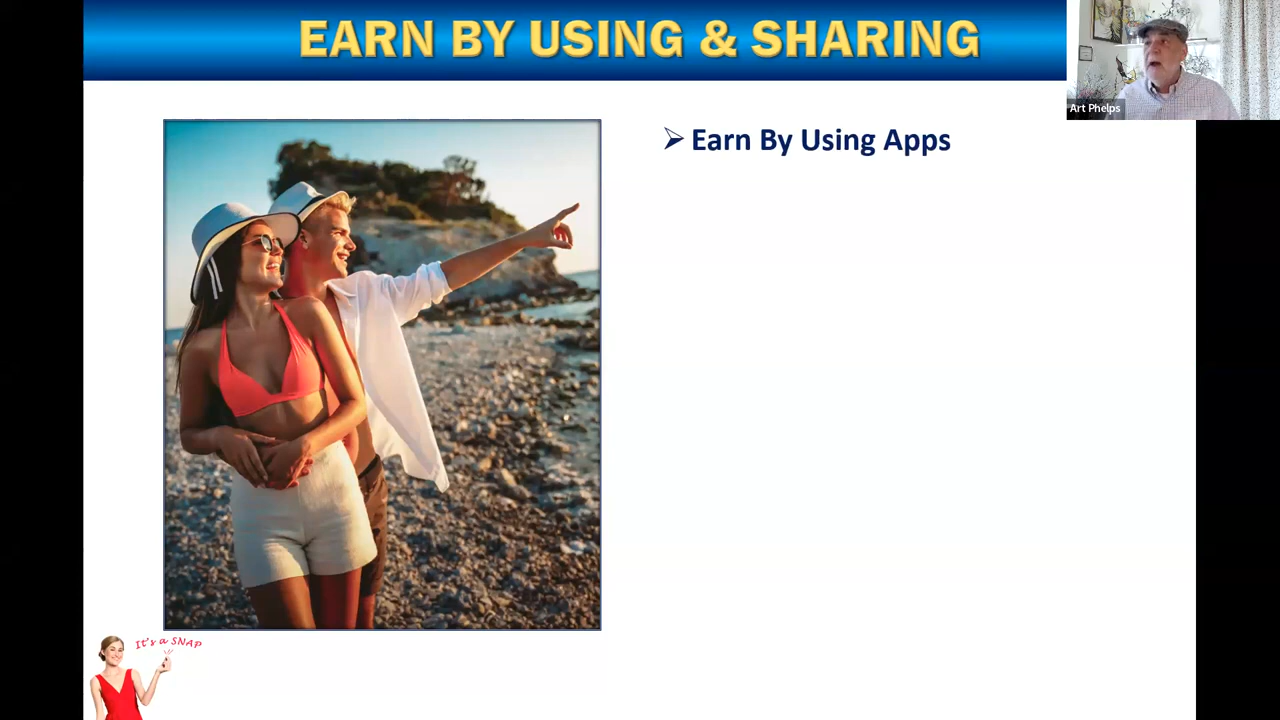 EARN BY USING & SHARING
Art Phelps
Earn By Using Apps
It's a SNAP